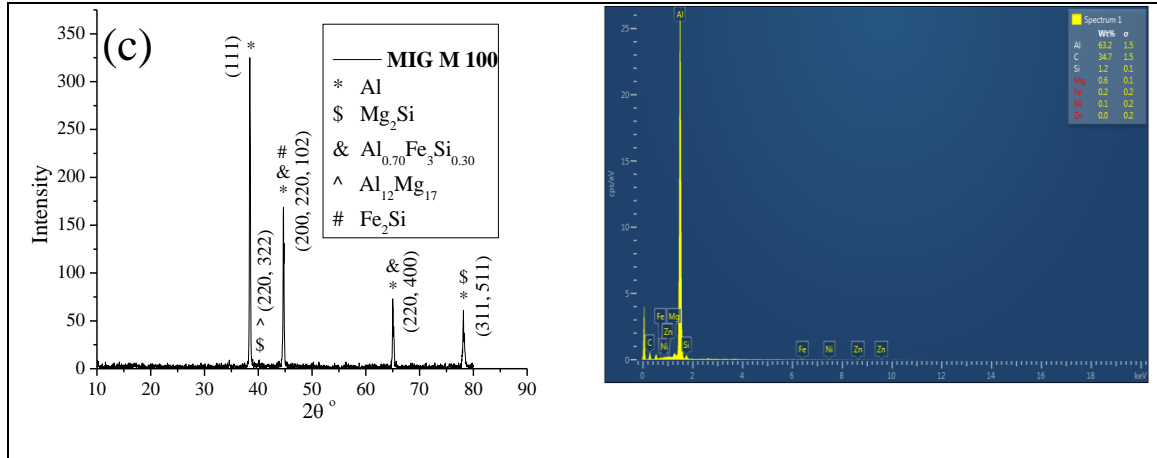 (c)
MIG M 100
* Al
$ Mg2Si
& Al0.70Fe3Si0.30
^ Al12Mg17
# Fe2Si
Intensity
350
300
250
200
150
100
50
0
(111) *
^ (220, 322)
$
#
&
* (200, 220, 102)
&
* (220, 400)
$
* (311, 511)
10 20 30 40 50 60 70 80 90
2θ °
Spectrum 1
Wt% σ
Al 63.2 1.5
C 34.7 1.5
Si 1.2 0.1
Mg 0.6 0.1
Fe 0.2 0.2
Ni 0.1 0.2
Zn 0.0 0.2
cps/eV
25
20
15
10
5
0
Al
Fe Mg
Zn
C Ni Si
Fe Ni Zn Zn
0 2 4 6 8 10 12 14 16 18 keV